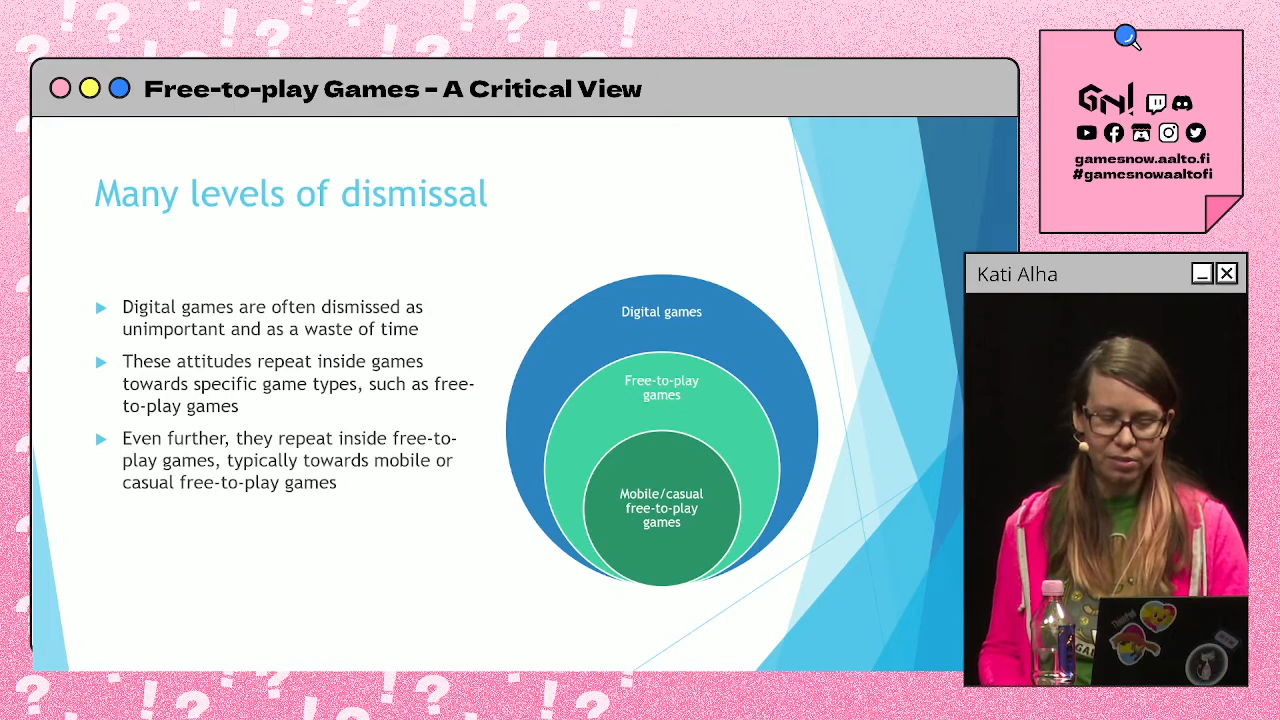 Free-to-play Games - A Critical View
Many levels of dismissal
Digital games are often dismissed as
unimportant and as a waste of time
These attitudes repeat inside games
towards specific game types, such as free-
to-play games
Even further, they repeat inside free-to-
play games, typically towards mobile or
casual free-to-play games
Digital games
Free-to-play
games
Mobile/casual
free-to-play
games
GN!
gamesnow.aalto.fi
#gamesnowaaltofi
Kati Alha
ThinkPad